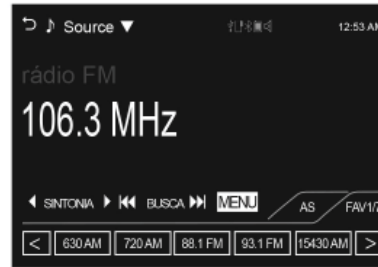 Source ▼ 12:53 AM
rádio FM
106.3 MHz
SINTONIA BUSCA MENU AS FAV1/7
< 630 AM 720 AM 88.1 FM 93.1 FM 15430 AM >